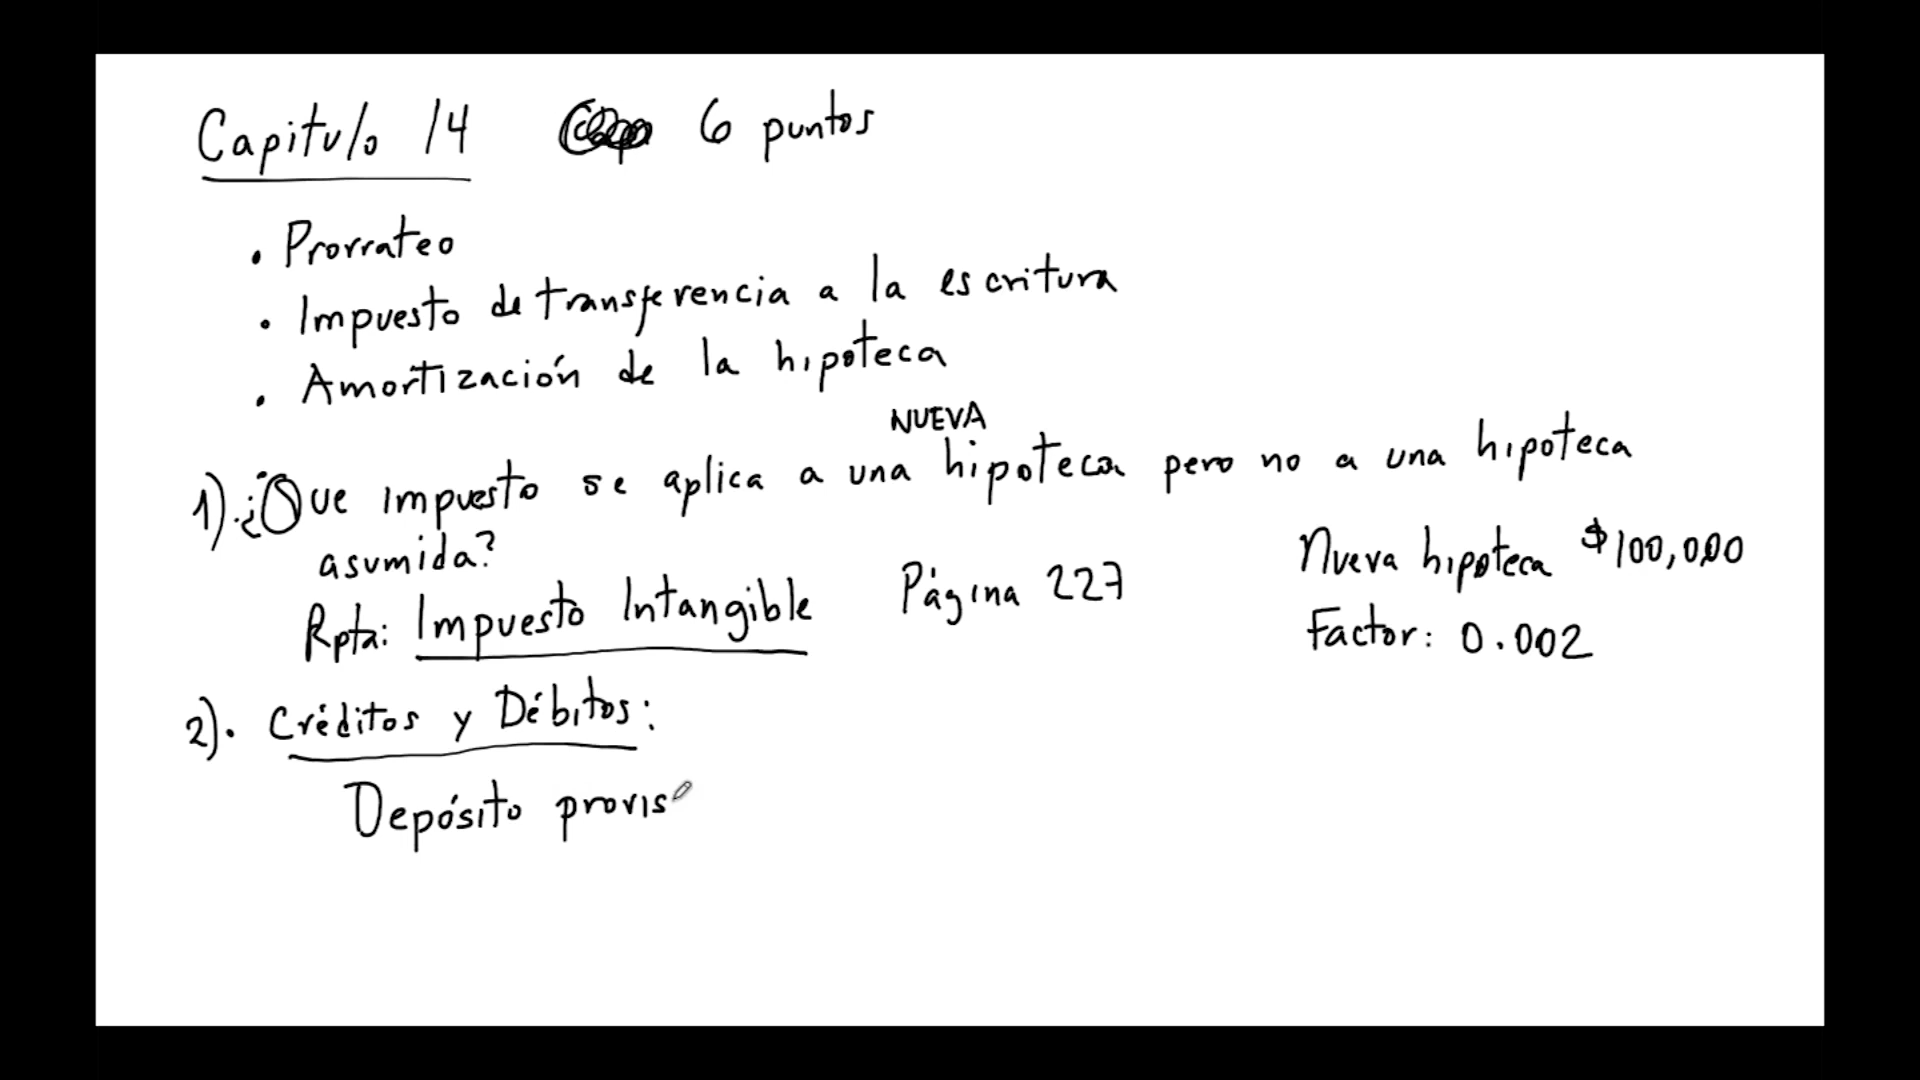 Capitulo 14 6 puntos
• Prorrateo
• Impuesto de transferencia a la escritura
• Amortización de la hipoteca
NUEVA
1). ¿Que impuesto se aplica a una hipoteca pero no a una hipoteca
asumida?
Rpta: Impuesto Intangible Página 227
Nueva hipoteca $100,000
Factor: 0.002
2). Créditos y Débitos:
Depósito provis